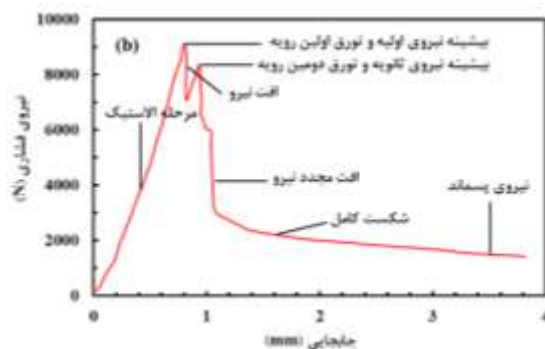 (b)
بیشینه نیروی اولیه و تورق اولین رویه
بیشینه نیروی ثانویه و تورق دومین رویه
افت نیرو
مرحله الاستیک
افت مجدد نیرو
شکست کامل
نیروی پسماند
نیروی فشاری (N)
10000
8000
6000
4000
2000
0
0 1 2 3 4
جابجایی (mm)